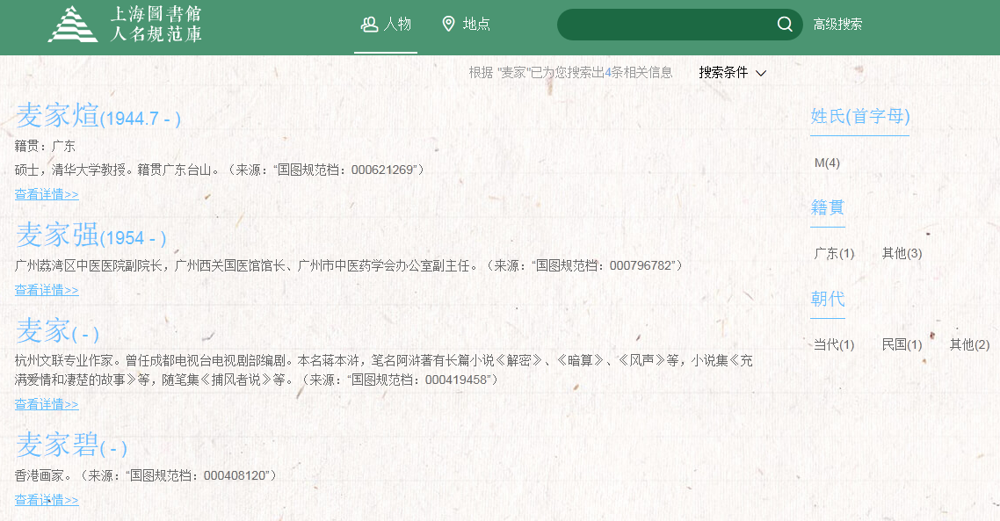 上海圖書館
人名规范庫
人物
地点
高级搜索
根据 "麦家"已为您搜索出4条相关信息
搜索条件
麦家煊(1944.7 - )
籍贯：广东
硕士，清华大学教授。籍贯广东台山。（来源：“国图规范档：000621269”）
查看详情>>
麦家强(1954 - )
广州荔湾区中医医院副院长，广州西关国医馆馆长、广州市中医药学会办公室副主任。（来源：“国图规范档：000796782”）
查看详情>>
麦家( - )
杭州文联专业作家。曾任成都电视台电视剧部编剧。本名蒋本浒，笔名阿浒著有长篇小说《解密》、《暗算》、《风声》等，小说集《充
满爱情和凄楚的故事》等，随笔集《捕风者说》等。（来源：“国图规范档：000419458”）
查看详情>>
麦家碧( - )
香港画家。（来源：“国图规范档：000408120”）
查看详情>>
姓氏(首字母)
M(4)
籍貫
广东(1)
其他(3)
朝代
当代(1)
民国(1)
其他(2)